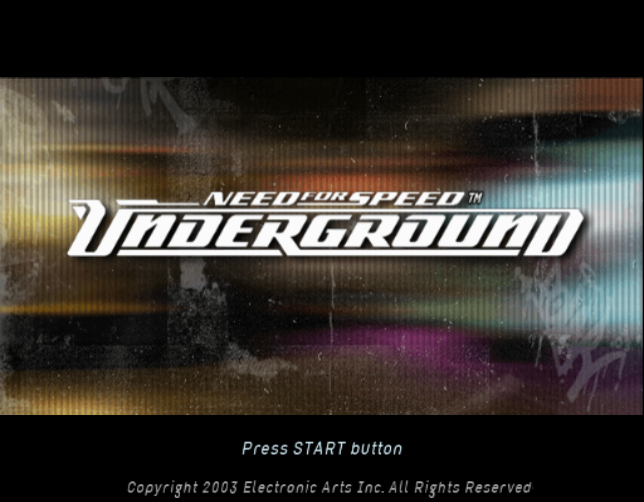 NEED FOR SPEED™
UNDERGROUND
Press START button
Copyright 2003 Electronic Arts Inc. All Rights Reserved